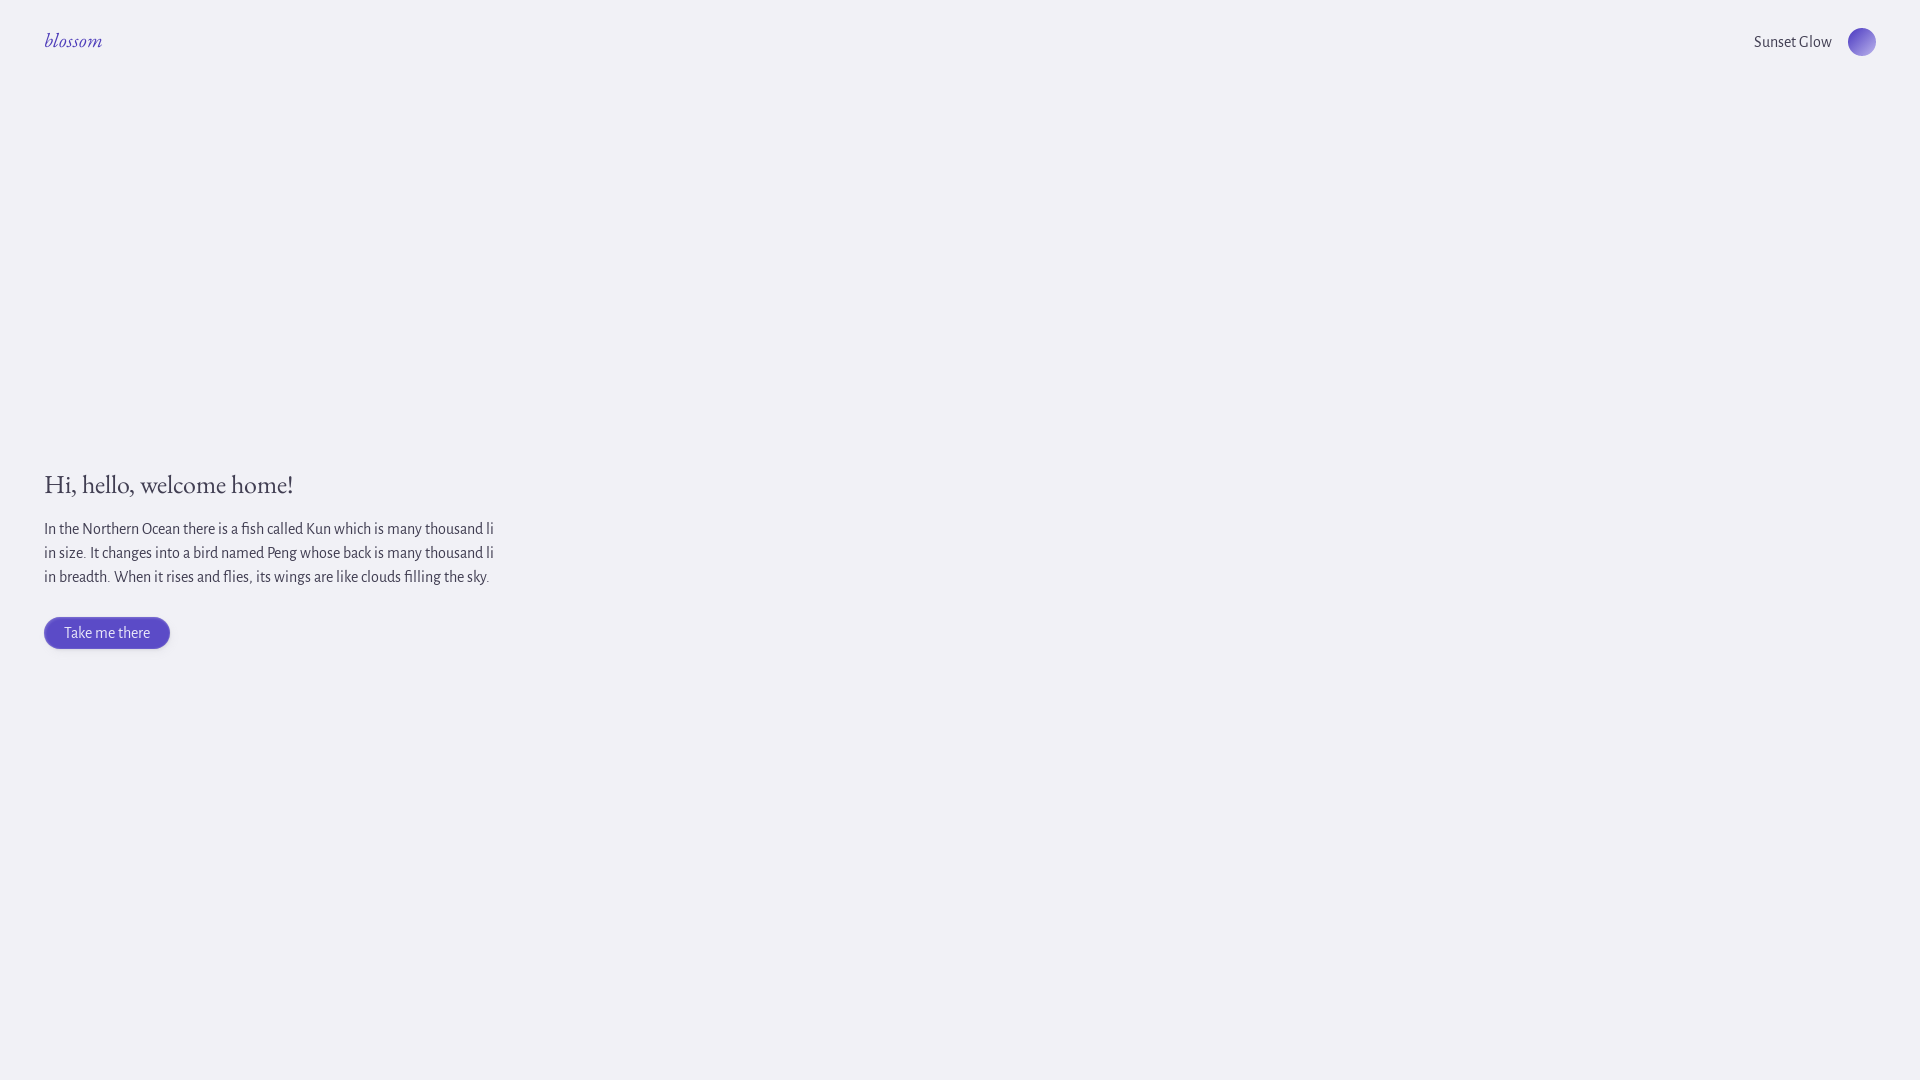 blossom
Sunset Glow
Hi, hello, welcome home!
In the Northern Ocean there is a fish called Kun which is many thousand li
in size. It changes into a bird named Peng whose back is many thousand li
in breadth. When it rises and flies, its wings are like clouds filling the sky.
Take me there